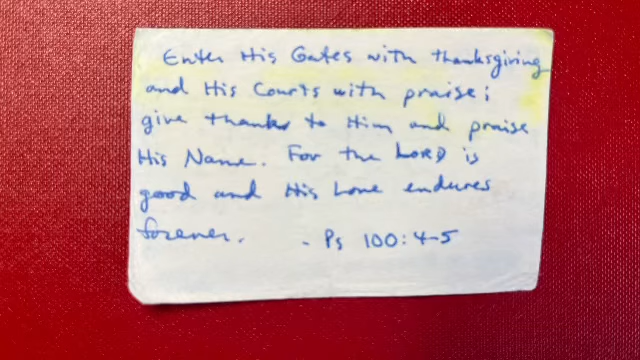 Enter His Gates with thanksgiving
and His Courts with praise;
give thanks to Him and praise
His Name. For the LORD is
good and His Love endures
forever. - Ps 100:4-5